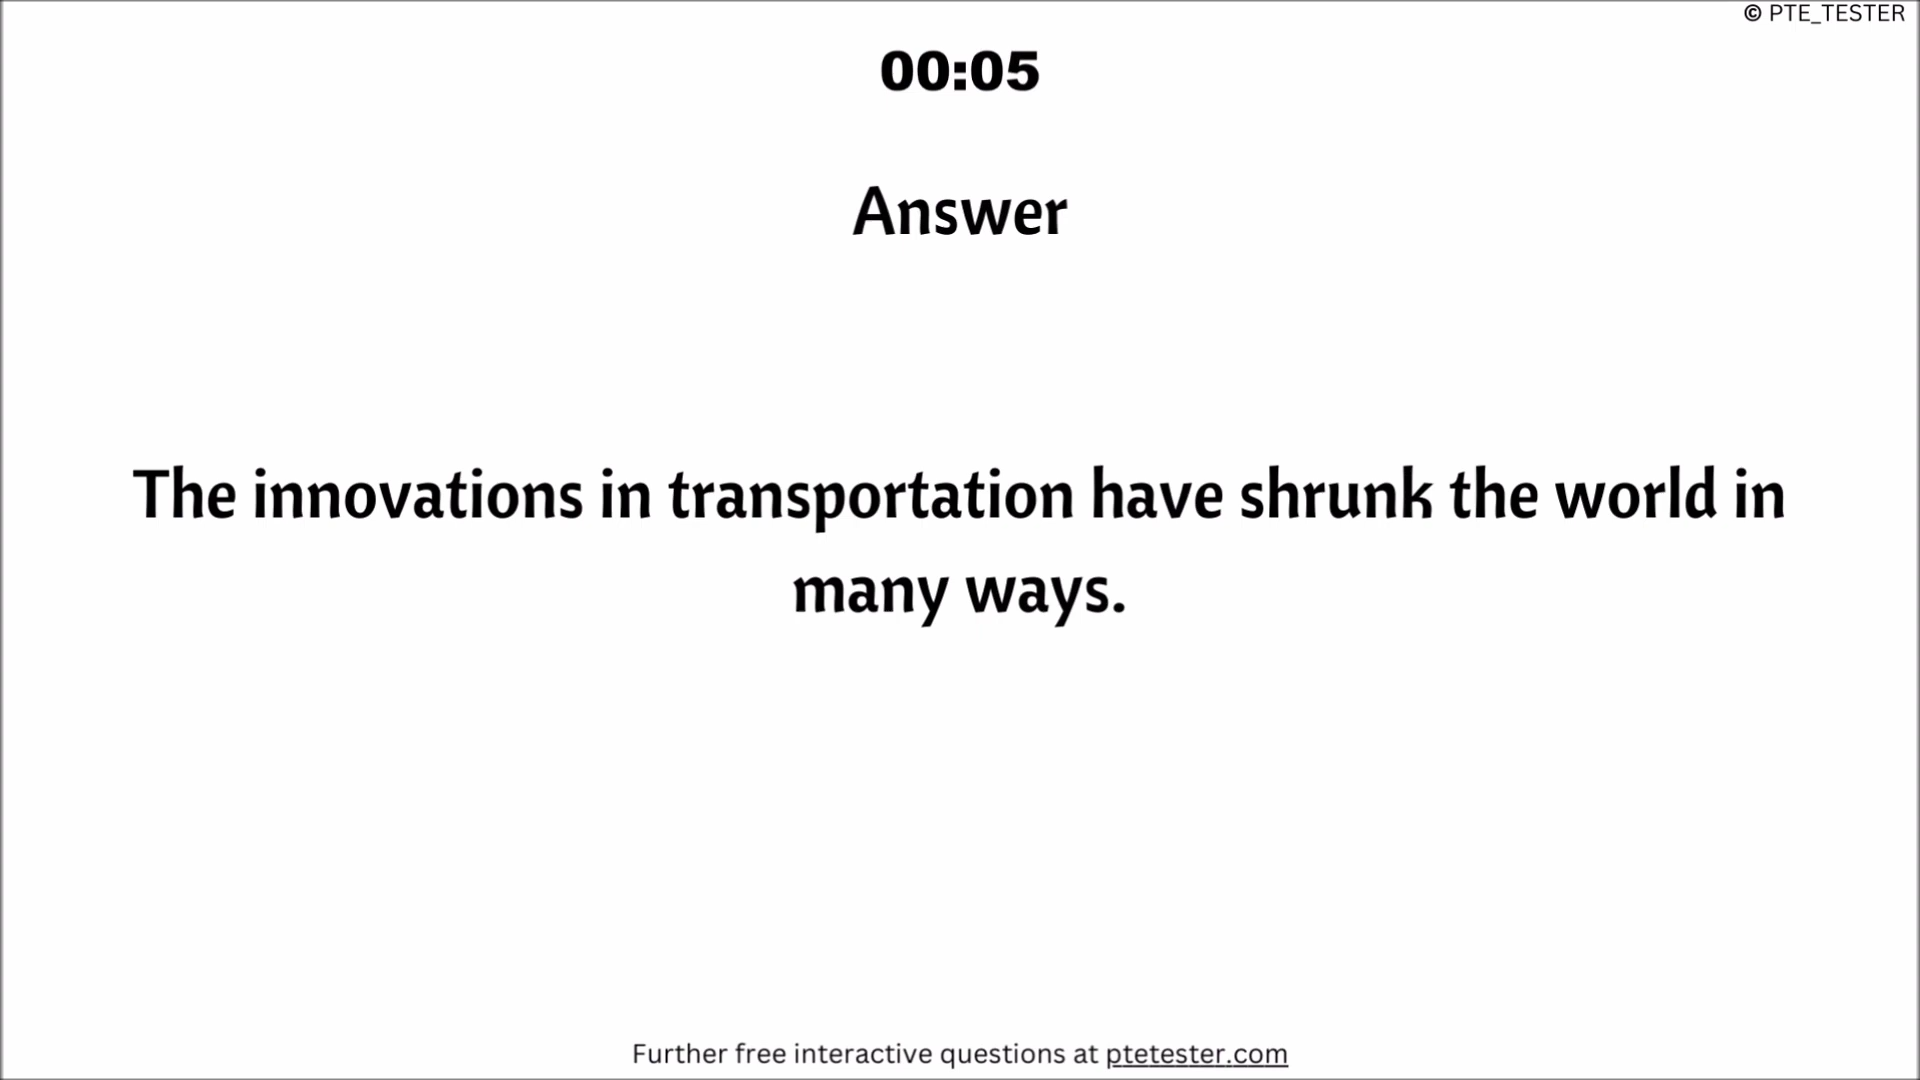 © PTE_TESTER
00:05
Answer
The innovations in transportation have shrunk the world in
many ways.
Further free interactive questions at ptetester.com